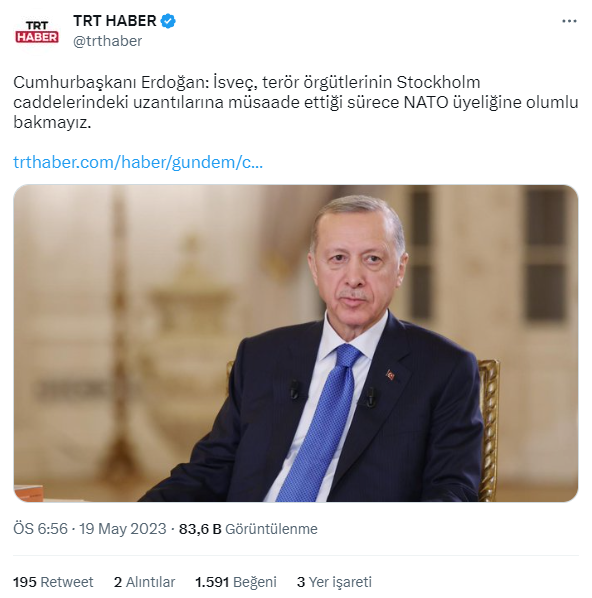 TRT
HABER
TRT HABER
@trthaber
Cumhurbaşkanı Erdoğan: İsveç, terör örgütlerinin Stockholm
caddelerindeki uzantılarına müsaade ettiği sürece NATO üyeliğine olumlu
bakmayız.
trthaber.com/haber/gundem/c...
ÖS 6:56 · 19 May 2023 · 83,6 B Görüntülenme
195 Retweet 2 Alıntılar 1.591 Beğeni 3 Yer işareti